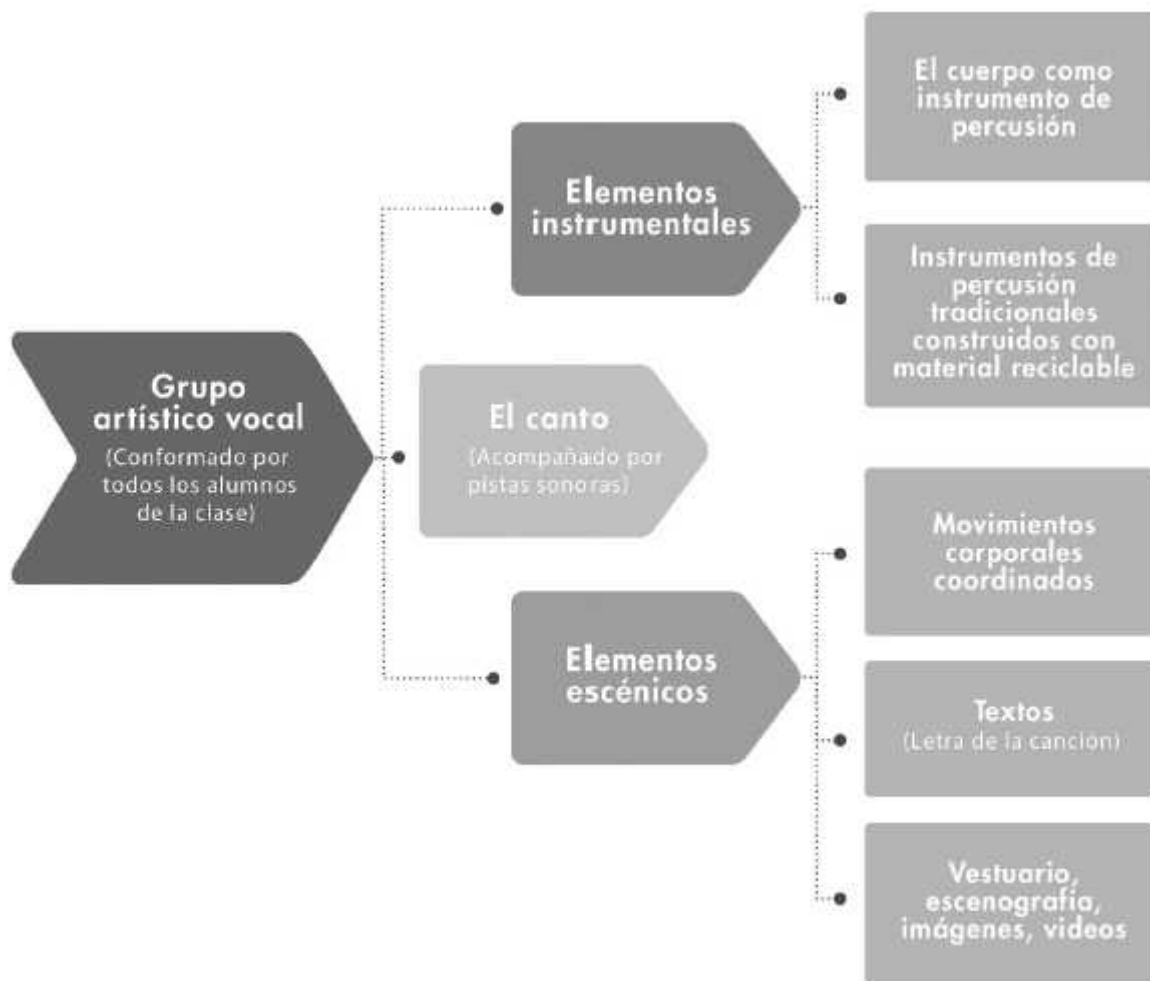 Grupo
artístico vocal
(Conformado por
todos los alumnos
de la clase)
Elementos
instrumentales
El cuerpo como
instrumento de
percusión
Instrumentos de
percusión
tradicionales
construidos con
material reciclable
El canto
(Acompañado por
pistas sonoras)
Elementos
escénicos
Movimientos
corporales
coordinados
Textos
(Letra de la canción)
Vestuario,
escenografía,
imágenes, videos